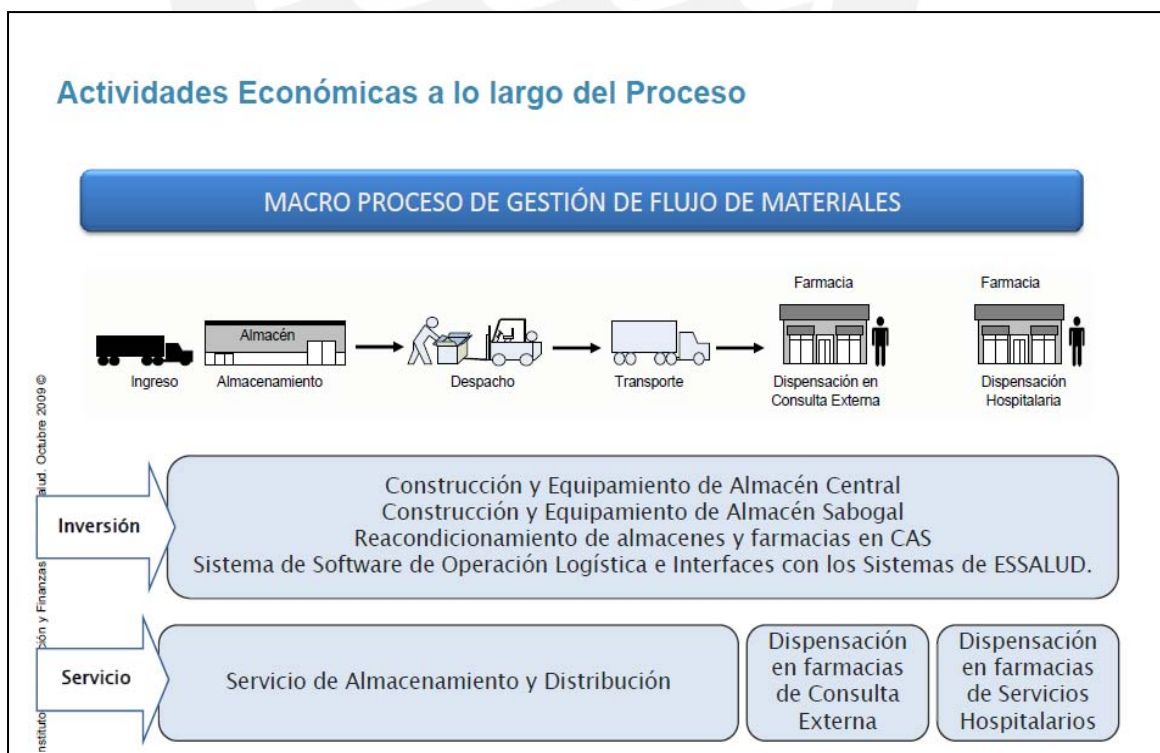 Actividades Económicas a lo largo del Proceso
MACRO PROCESO DE GESTIÓN DE FLUJO DE MATERIALES
Farmacia
Farmacia
Almacén
Ingreso
Almacenamiento
Despacho
Transporte
Dispensación en
Consulta Externa
Dispensación
Hospitalaria
Inversión
Construcción y Equipamiento de Almacén Central
Construcción y Equipamiento de Almacén Sabogal
Reacondicionamiento de almacenes y farmacias en CAS
Sistema de Software de Operación Logística e Interfaces con los Sistemas de ESSALUD.
Servicio
Servicio de Almacenamiento y Distribución
Dispensación
en farmacias
de Consulta
Externa
Dispensación
en farmacias
de Servicios
Hospitalarios
y Finanzas Octubre 2009 ©